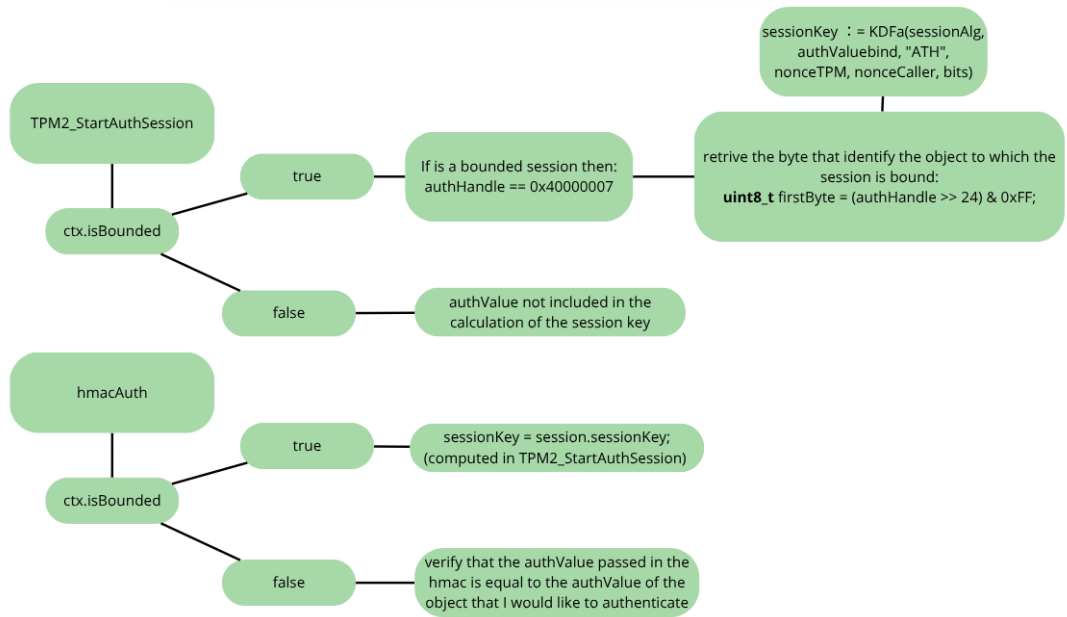 TPM2_StartAuthSession
ctx.isBounded
true
If is a bounded session then:
authHandle == 0x40000007
retrive the byte that identify the object to which the
session is bound:
uint8_t firstByte = (authHandle >> 24) & 0xFF;
sessionKey ：= KDFa(sessionAlg,
authValuebind, "ATH",
nonceTPM, nonceCaller, bits)
false
authValue not included in the
calculation of the session key
hmacAuth
ctx.isBounded
true
sessionKey = session.sessionKey;
(computed in TPM2_StartAuthSession)
false
verify that the authValue passed in the
hmac is equal to the authValue of the
object that I would like to authenticate